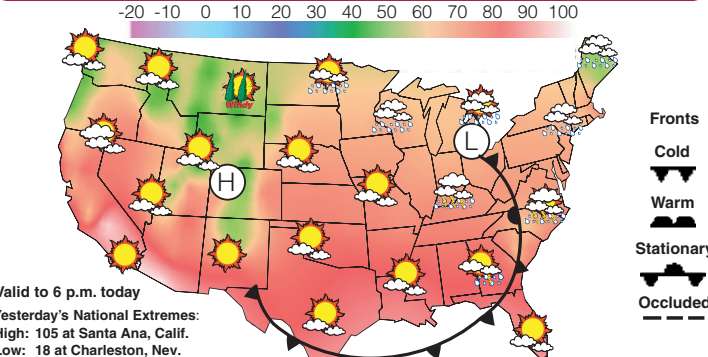 -20 -10 0 10 20 30 40 50 60 70 80 90 100
Windy
H
L
Fronts
Cold
Warm
Stationary
Occluded
Valid to 6 p.m. today
Yesterday's National Extremes:
High: 105 at Santa Ana, Calif.
Low: 18 at Charleston, Nev.